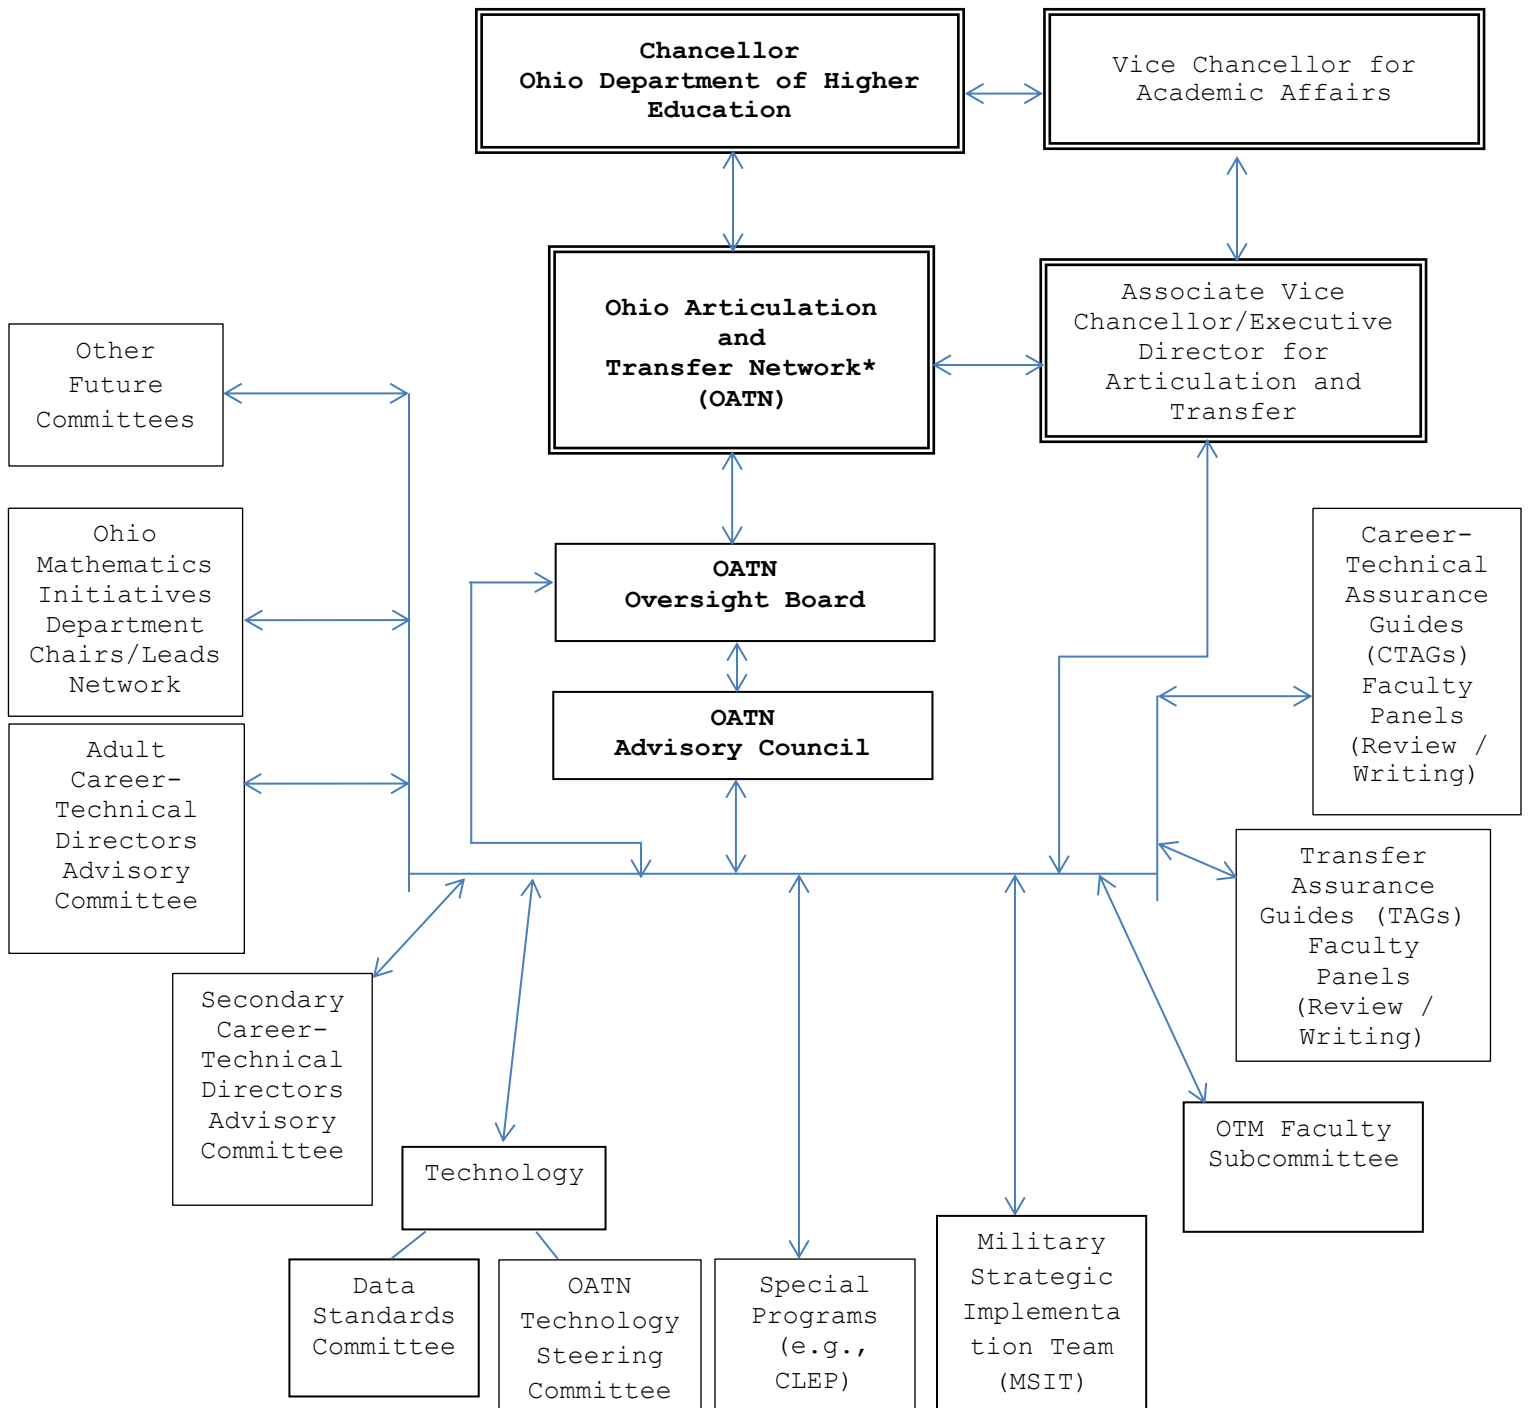 Chancellor
Ohio Department of Higher
Education
Vice Chancellor for
Academic Affairs
Ohio Articulation
and
Transfer Network*
(OATN)
Associate Vice
Chancellor/Executive
Director for
Articulation and
Transfer
Other
Future
Committees
Ohio
Mathematics
Initiatives
Department
Chairs/Leads
Network
OATN
Oversight Board
Career-
Technical
Assurance
Guides
(CTAGs)
Faculty
Panels
(Review /
Writing)
OATN
Advisory Council
Adult
Career-
Technical
Directors
Advisory
Committee
Transfer
Assurance
Guides (TAGs)
Faculty
Panels
(Review /
Writing)
Secondary
Career-
Technical
Directors
Advisory
Committee
Technology
OTM Faculty
Subcommittee
Data
Standards
Committee
OATN
Technology
Steering
Committee
Special
Programs
(e.g.,
CLEP)
Military
Strategic
Implementa
tion Team
(MSIT)